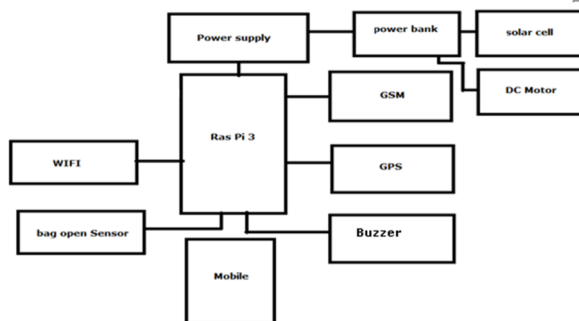 Power supply
power bank
solar cell
DC Motor
GSM
Ras Pi 3
WIFI
GPS
bag open Sensor
Buzzer
Mobile